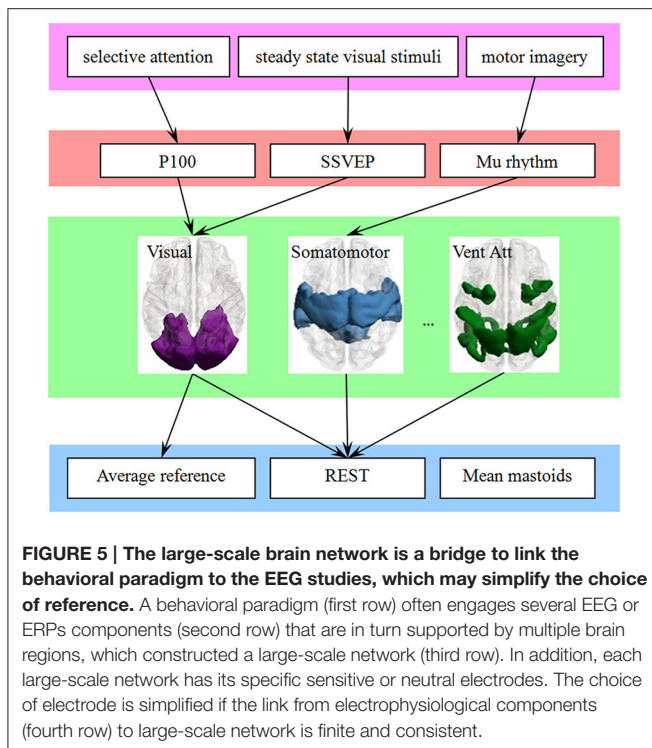 selective attention
steady state visual stimuli
motor imagery
P100
SSVEP
Mu rhythm
Visual
Somatomotor
Vent Att
...
Average reference
REST
Mean mastoids
FIGURE 5 | The large-scale brain network is a bridge to link the
behavioral paradigm to the EEG studies, which may simplify the choice
of reference. A behavioral paradigm (first row) often engages several EEG or
ERPs components (second row) that are in turn supported by multiple brain
regions, which constructed a large-scale network (third row). In addition, each
large-scale network has its specific sensitive or neutral electrodes. The choice
of electrode is simplified if the link from electrophysiological components
(fourth row) to large-scale network is finite and consistent.